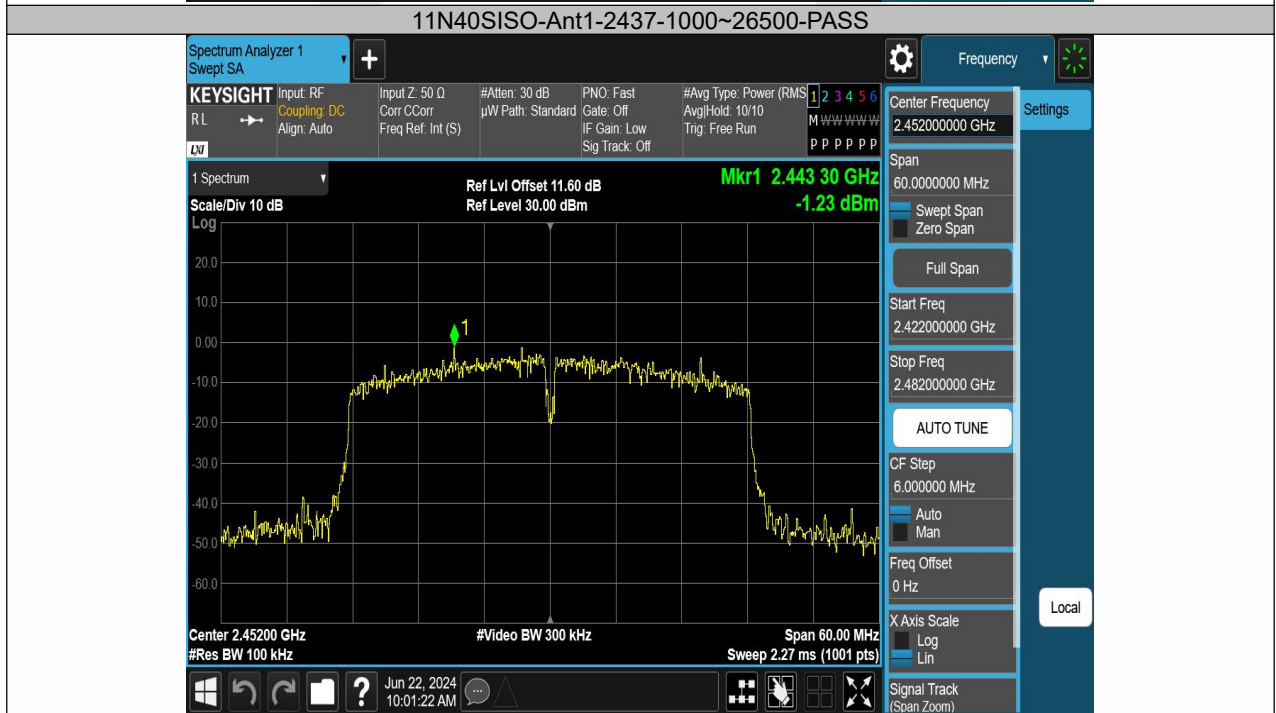 11N40SISO-Ant1-2437-1000~26500-PASS
Spectrum Analyzer 1
Swept SA
+
Frequency
KEYSIGHT
RL
LXI
Input: RF
Coupling: DC
Align: Auto
Input Z: 50 Ω
Corr CCorr
Freq Ref: Int (S)
#Atten: 30 dB
µW Path: Standard
PNO: Fast
Gate: Off
IF Gain: Low
Sig Track: Off
#Avg Type: Power (RMS
Avg|Hold: 10/10
Trig: Free Run
1 2 3 4 5 6
M W W W W W
P P P P P P
Center Frequency
2.452000000 GHz
Settings
1 Spectrum
Scale/Div 10 dB
Ref Lvl Offset 11.60 dB
Ref Level 30.00 dBm
Mkr1 2.443 30 GHz
-1.23 dBm
Log
20.0
10.0
0.00
-10.0
-20.0
-30.0
-40.0
-50.0
-60.0
1
Center 2.45200 GHz
#Res BW 100 kHz
#Video BW 300 kHz
Span 60.00 MHz
Sweep 2.27 ms (1001 pts)
Span
60.0000000 MHz
Swept Span
Zero Span
Full Span
Start Freq
2.422000000 GHz
Stop Freq
2.482000000 GHz
AUTO TUNE
CF Step
6.000000 MHz
Auto
Man
Freq Offset
0 Hz
X Axis Scale
Log
Lin
Signal Track
(Span Zoom)
Local
?
Jun 22, 2024
10:01:22 AM